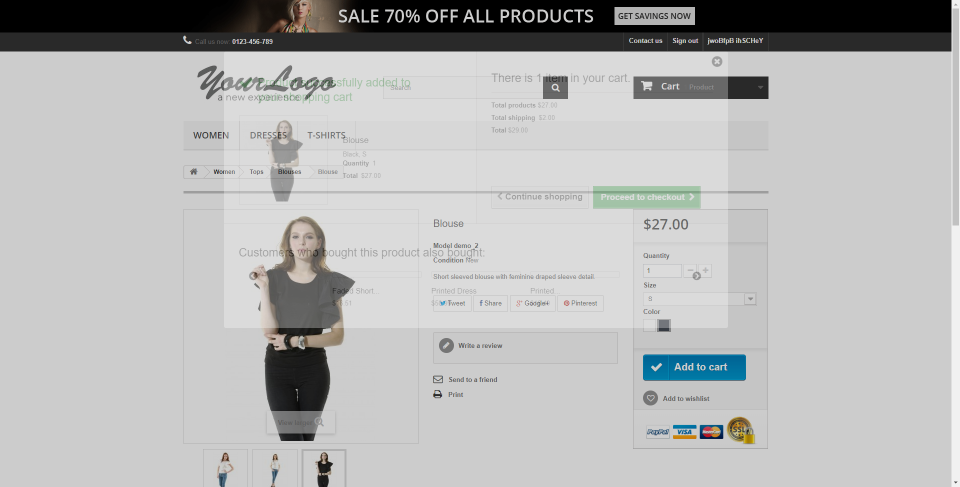 SALE 70% OFF ALL PRODUCTS GET SAVINGS NOW
Call us now: 0123-456-789
Contact us Sign out jwoBfpB ihSCHeY
YourLogo
a new experience
Search
Cart Product
successfully added to
shopping cart
There is 1 item in your cart.
Total products $27.00
Total shipping $2.00
Total $29.00
WOMEN DRESSES T-SHIRTS
Blouse
Black, S
Quantity 1
Total $27.00
Women Tops Blouses Blouse
Continue shopping Proceed to checkout
Blouse
Model demo_2
Condition New
Short sleeved blouse with feminine draped sleeve detail.
Customers who bought this product also bought:
Faded Short...
Printed Dress
Printed...
Tweet Share Google+ Pinterest
Write a review
Send to a friend
Print
View larger
$27.00
Quantity
1
Size
S
Color
Add to cart
Add to wishlist
PayPal VISA MasterCard